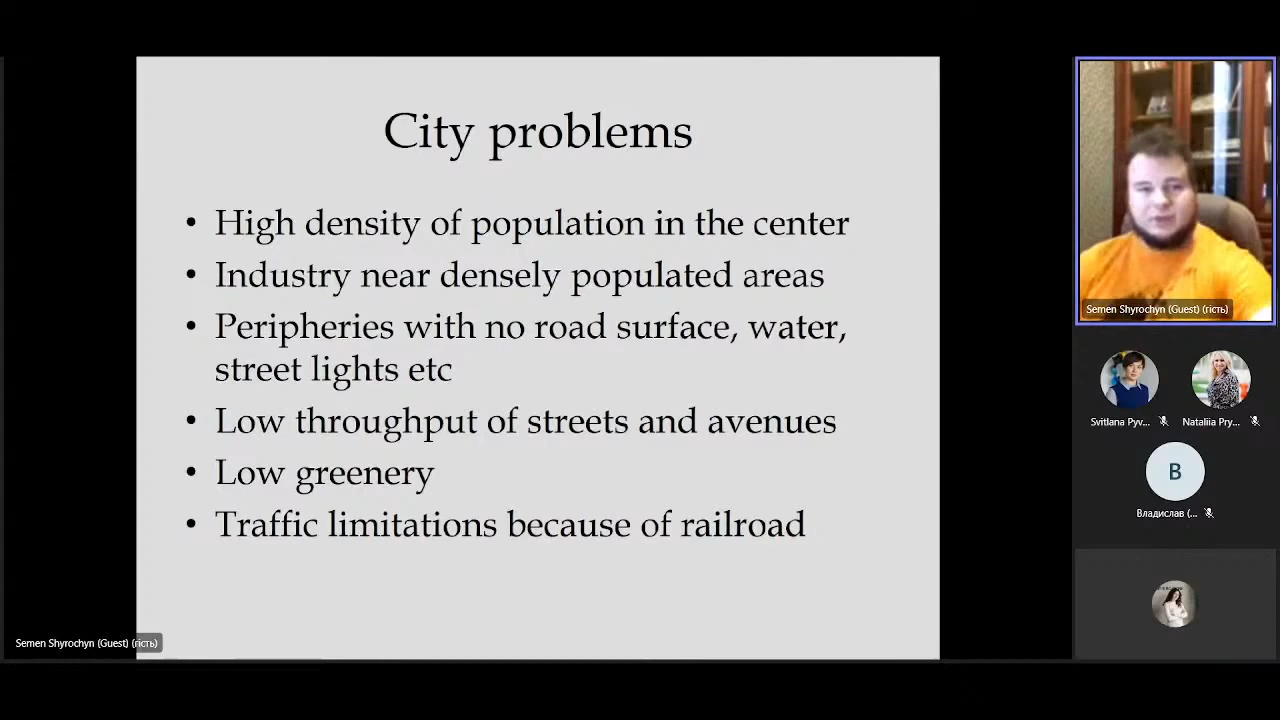 City problems
• High density of population in the center
• Industry near densely populated areas
• Peripheries with no road surface, water,
street lights etc
• Low throughput of streets and avenues
• Low greenery
• Traffic limitations because of railroad
Semen Shyrochyn (Guest) (гість)
Semen Shyrochyn (Guest) (гість)
Svitlana Pyv...
Nataliia Pry...
B
Владислав (...